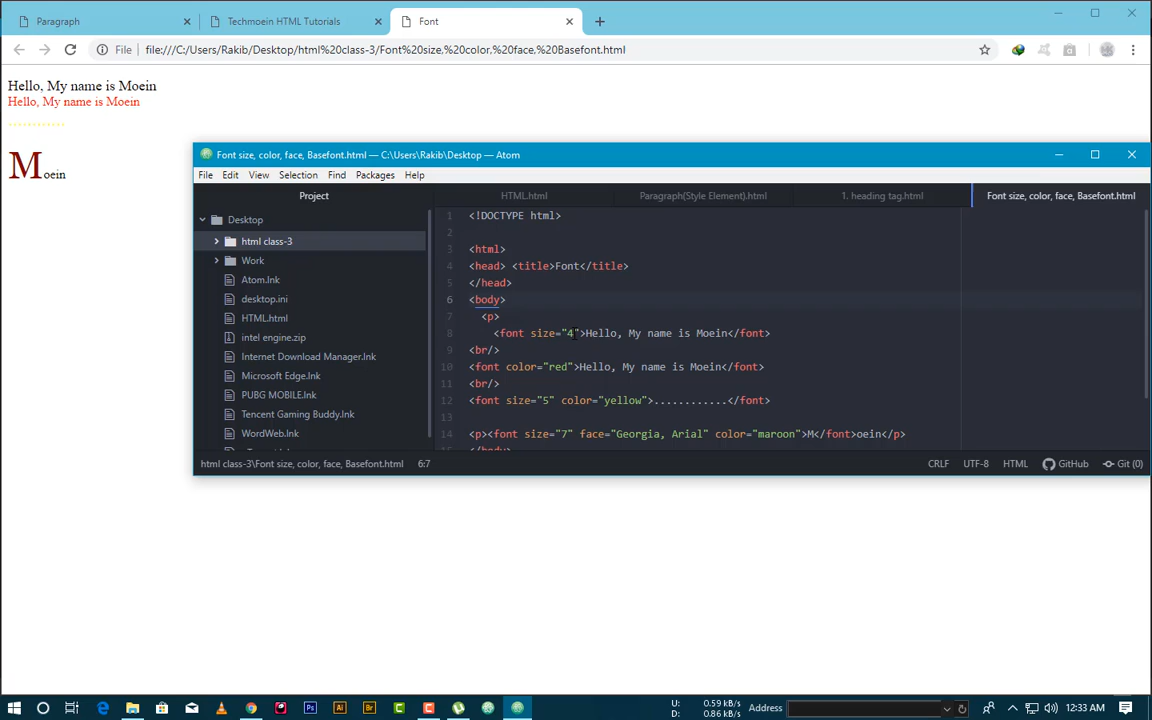 Paragraph
Techmoein HTML Tutorials
Font
File
file:///C:/Users/Rakib/Desktop/html%20class-3/Font%20size,%20color,%20face,%20Basefont.html
Hello, My name is Moein
Hello, My name is Moein
............
Moein
Font size, color, face, Basefont.html — C:\Users\Rakib\Desktop — Atom
File Edit View Selection Find Packages Help
Project
HTML.html
Paragraph(Style Element).html
1. heading tag.html
Font size, color, face, Basefont.html
Desktop
html class-3
Work
Atom.lnk
desktop.ini
HTML.html
intel engine.zip
Internet Download Manager.lnk
Microsoft Edge.lnk
PUBG MOBILE.lnk
Tencent Gaming Buddy.lnk
WordWeb.lnk
1 <!DOCTYPE html>
2
3 <html>
4 <head> <title>Font</title>
5 </head>
6 <body>
7 <p>
8 <font size="4">Hello, My name is Moein</font>
9 <br/>
10 <font color="red">Hello, My name is Moein</font>
11 <br/>
12 <font size="5" color="yellow">............</font>
13
14 <p><font size="7" face="Georgia, Arial" color="maroon">M</font>oein</p>
html class-3\Font size, color, face, Basefont.html 6:7
CRLF UTF-8 HTML GitHub Git (0)
U: 0.59 kB/s
D: 0.86 kB/s
Address
12:33 AM